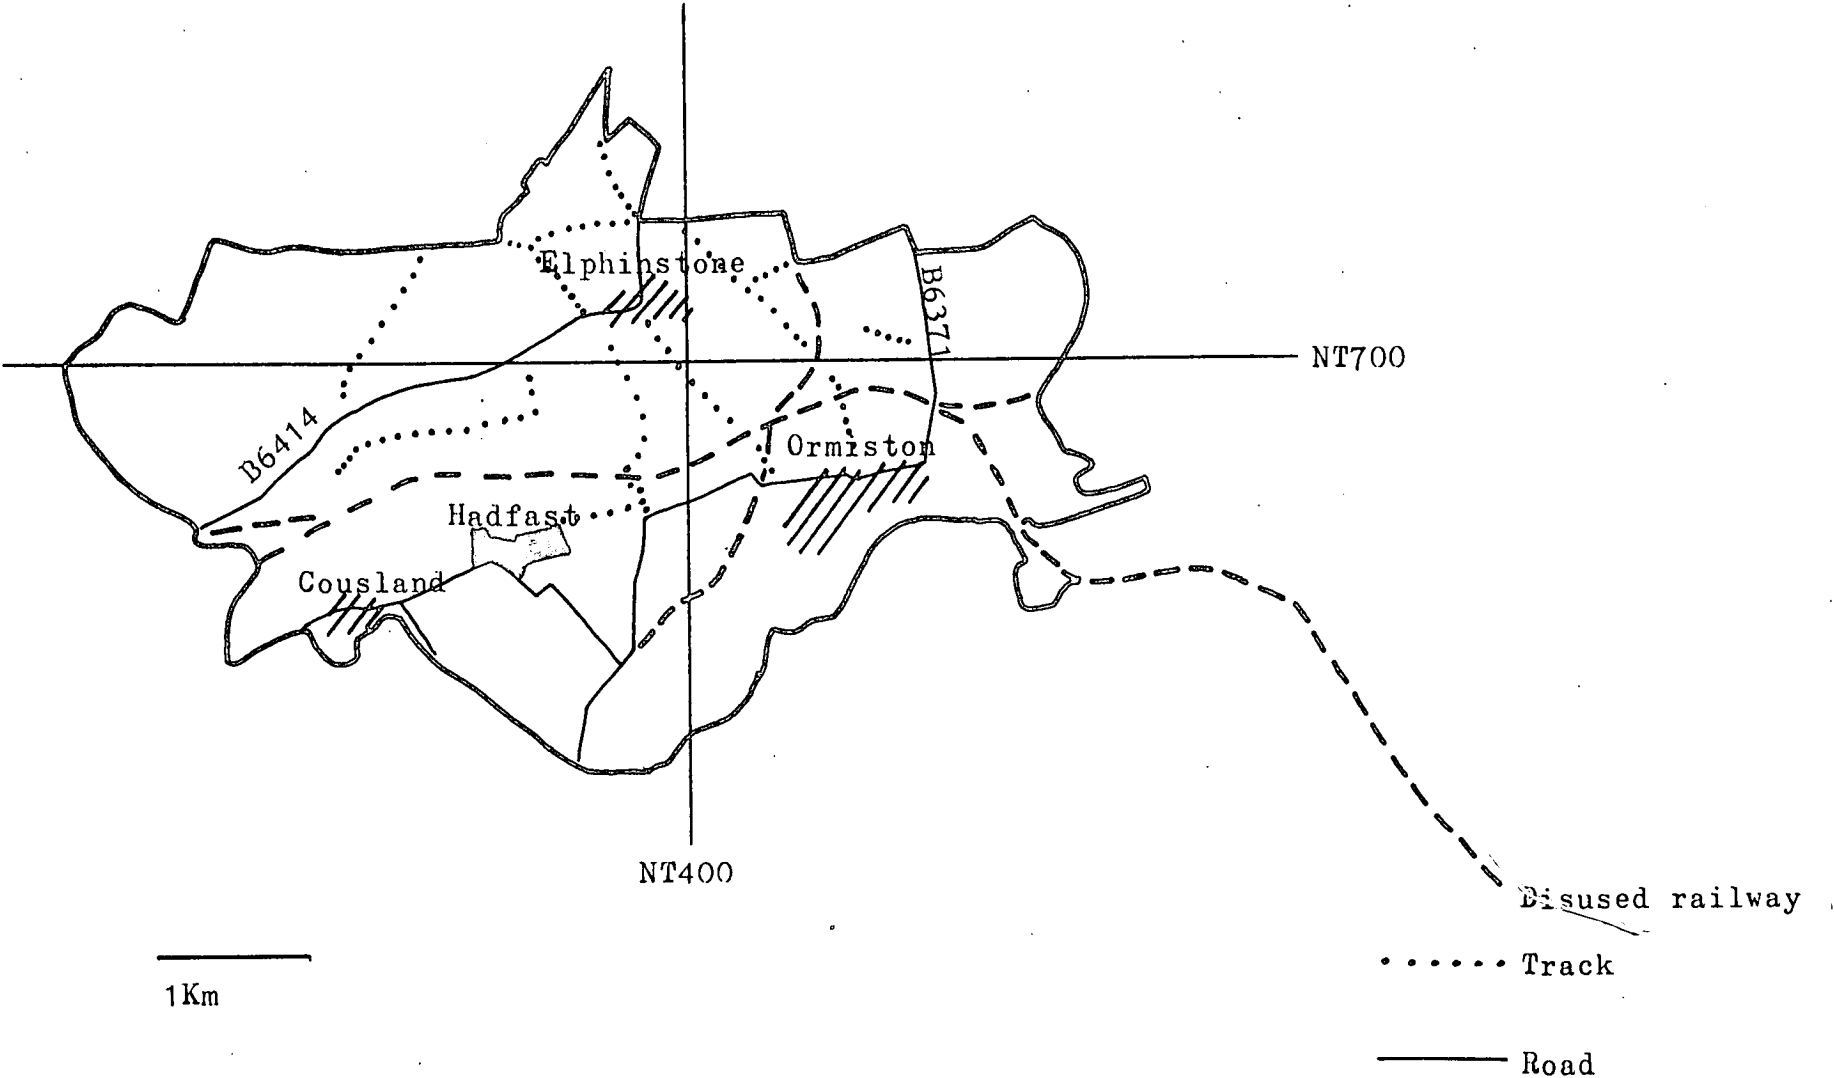 Elphinstone
B6371
NT700
B6414
Ormiston
Hadfast
Cousland
NT400
Disused railway
Track
1Km
Road